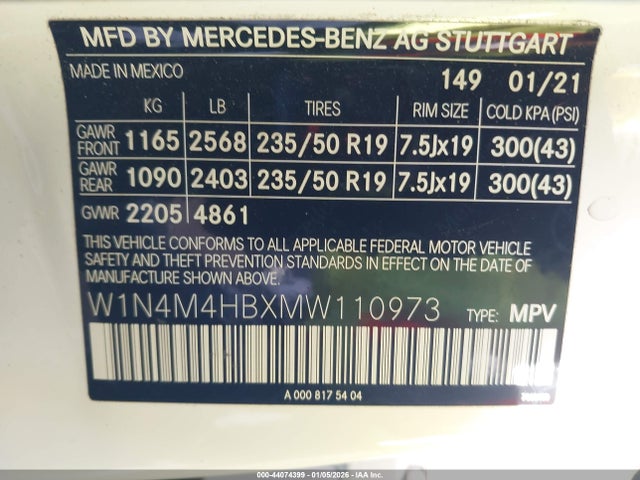 MFD BY MERCEDES-BENZ AG STUTTGART
MADE IN MEXICO 149 01/21
KG LB TIRES RIM SIZE COLD KPA (PSI)
GAWR FRONT 1165 2568 235/50 R19 7.5Jx19 300(43)
GAWR REAR 1090 2403 235/50 R19 7.5Jx19 300(43)
GVWR 2205 4861
THIS VEHICLE CONFORMS TO ALL APPLICABLE FEDERAL MOTOR VEHICLE
SAFETY AND THEFT PREVENTION STANDARDS IN EFFECT ON THE DATE OF
MANUFACTURE SHOWN ABOVE.
W1N4M4HBXMW110973 TYPE: MPV
A 000 817 54 04
000-44074399 - 01/05/2026 - IAA Inc.